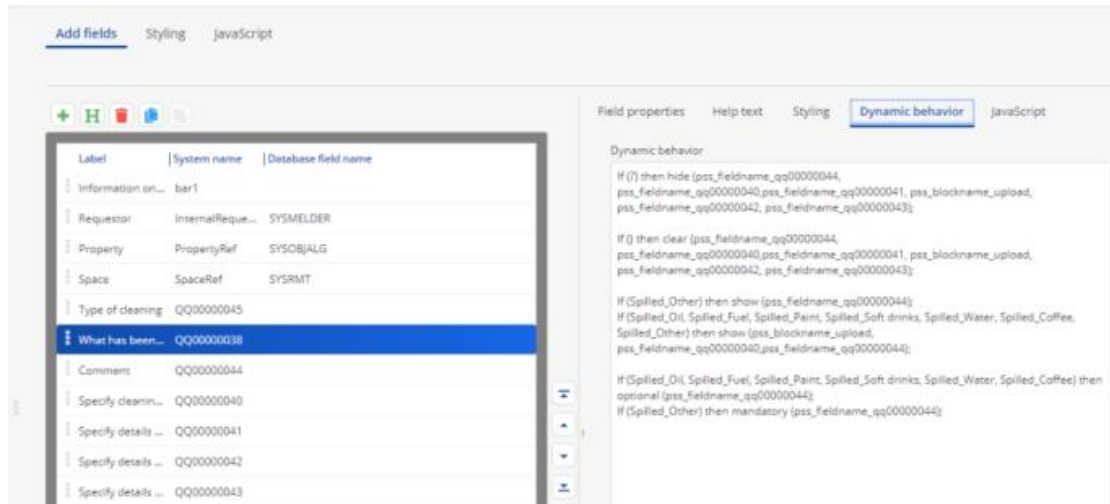 Add fields Styling JavaScript
H
Field properties Help text Styling Dynamic behavior JavaScript
Label System name Database field name
Information on... bar1
Requestor InternalReque... SYSMELDER
Property PropertyRef SYSOBJALG
Space SpaceRef SYSRMT
Type of cleaning QQ00000045
What has been... QQ00000038
Comment QQ00000044
Specify cleanin... QQ00000040
Specify details ... QQ00000041
Specify details ... QQ00000042
Specify details ... QQ00000043
Dynamic behavior
If (?) then hide (pss_fieldname_qq00000044,
pss_fieldname_qq00000040,pss_fieldname_qq00000041, pss_blockname_upload,
pss_fieldname_qq00000042, pss_fieldname_qq00000043);
If () then clear (pss_fieldname_qq00000044,
pss_fieldname_qq00000040,pss_fieldname_qq00000041, pss_blockname_upload,
pss_fieldname_qq00000042, pss_fieldname_qq00000043);
If (Spilled_Other) then show (pss_fieldname_qq00000044);
If (Spilled_Oil, Spilled_Fuel, Spilled_Paint, Spilled_Soft drinks, Spilled_Water, Spilled_Coffee,
Spilled_Other) then show (pss_blockname_upload,
pss_fieldname_qq00000040,pss_fieldname_qq00000044);
If (Spilled_Oil, Spilled_Fuel, Spilled_Paint, Spilled_Soft drinks, Spilled_Water, Spilled_Coffee) then
optional (pss_fieldname_qq00000044);
If (Spilled_Other) then mandatory (pss_fieldname_qq00000044);